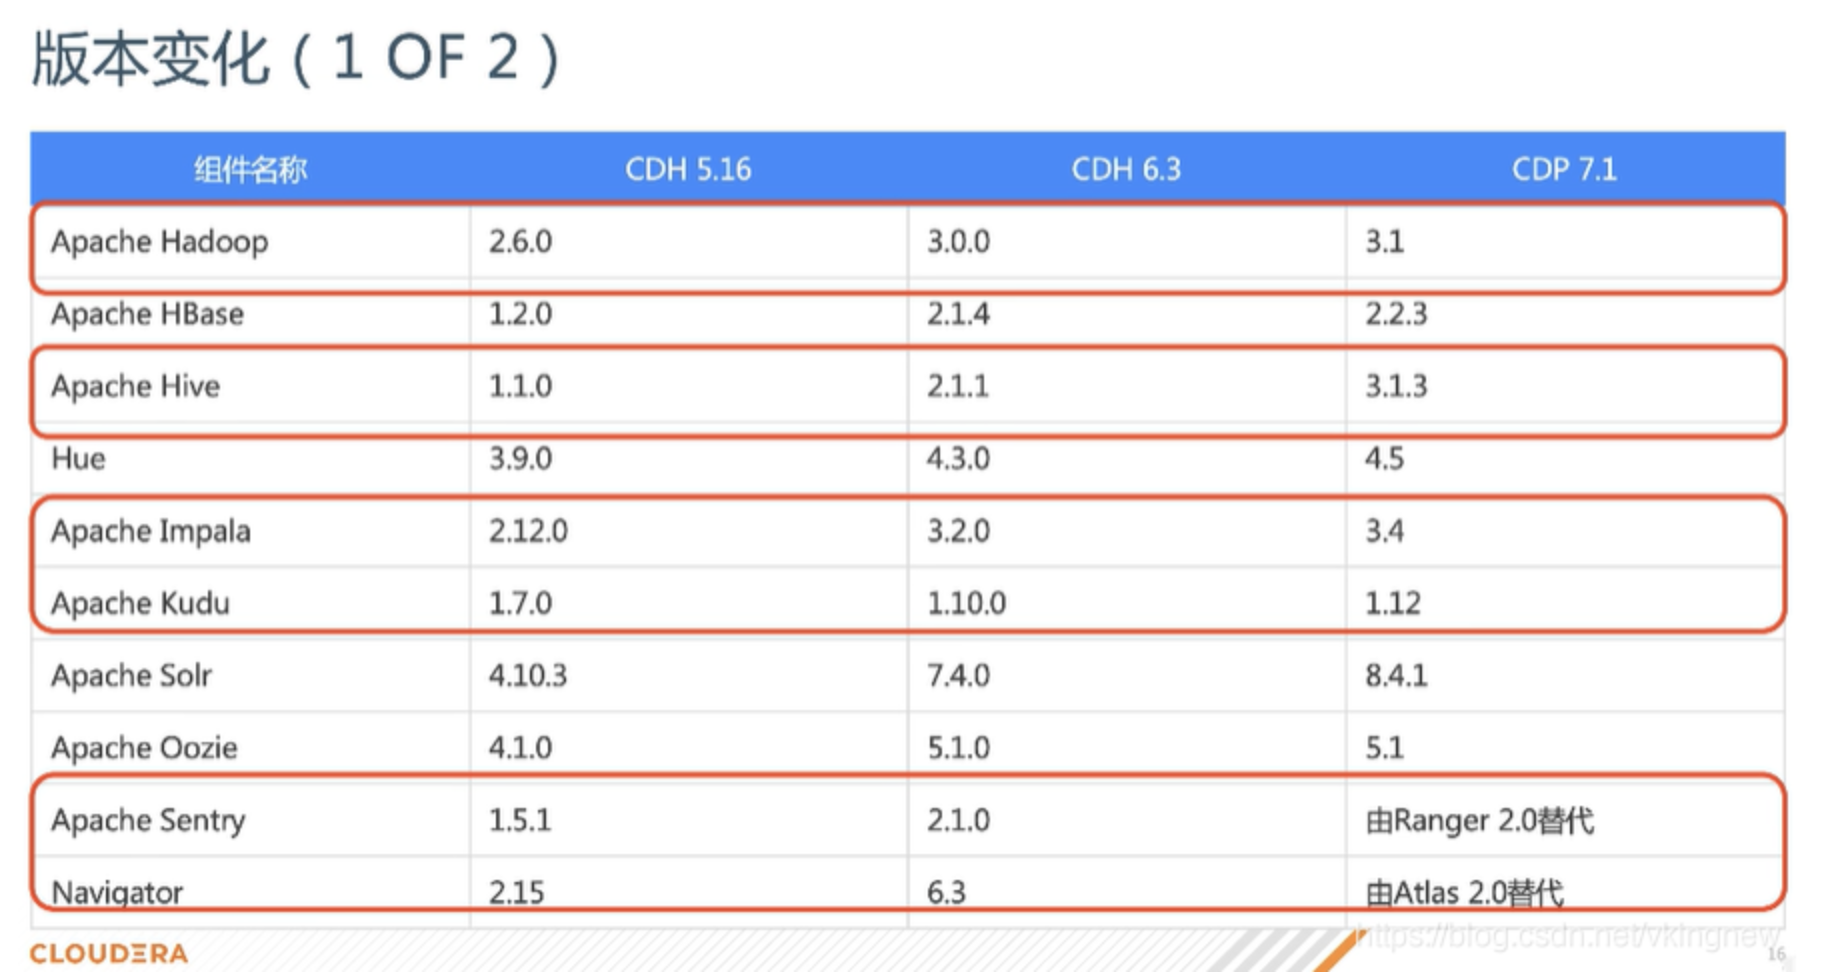 版本变化（1 OF 2）
组件名称 CDH 5.16 CDH 6.3 CDP 7.1
Apache Hadoop 2.6.0 3.0.0 3.1
Apache HBase 1.2.0 2.1.4 2.2.3
Apache Hive 1.1.0 2.1.1 3.1.3
Hue 3.9.0 4.3.0 4.5
Apache Impala 2.12.0 3.2.0 3.4
Apache Kudu 1.7.0 1.10.0 1.12
Apache Solr 4.10.3 7.4.0 8.4.1
Apache Oozie 4.1.0 5.1.0 5.1
Apache Sentry 1.5.1 2.1.0 由Ranger 2.0替代
Navigator 2.15 6.3 由Atlas 2.0替代
https://blog.csdn.net/vkingnew
CLOUDERA 16